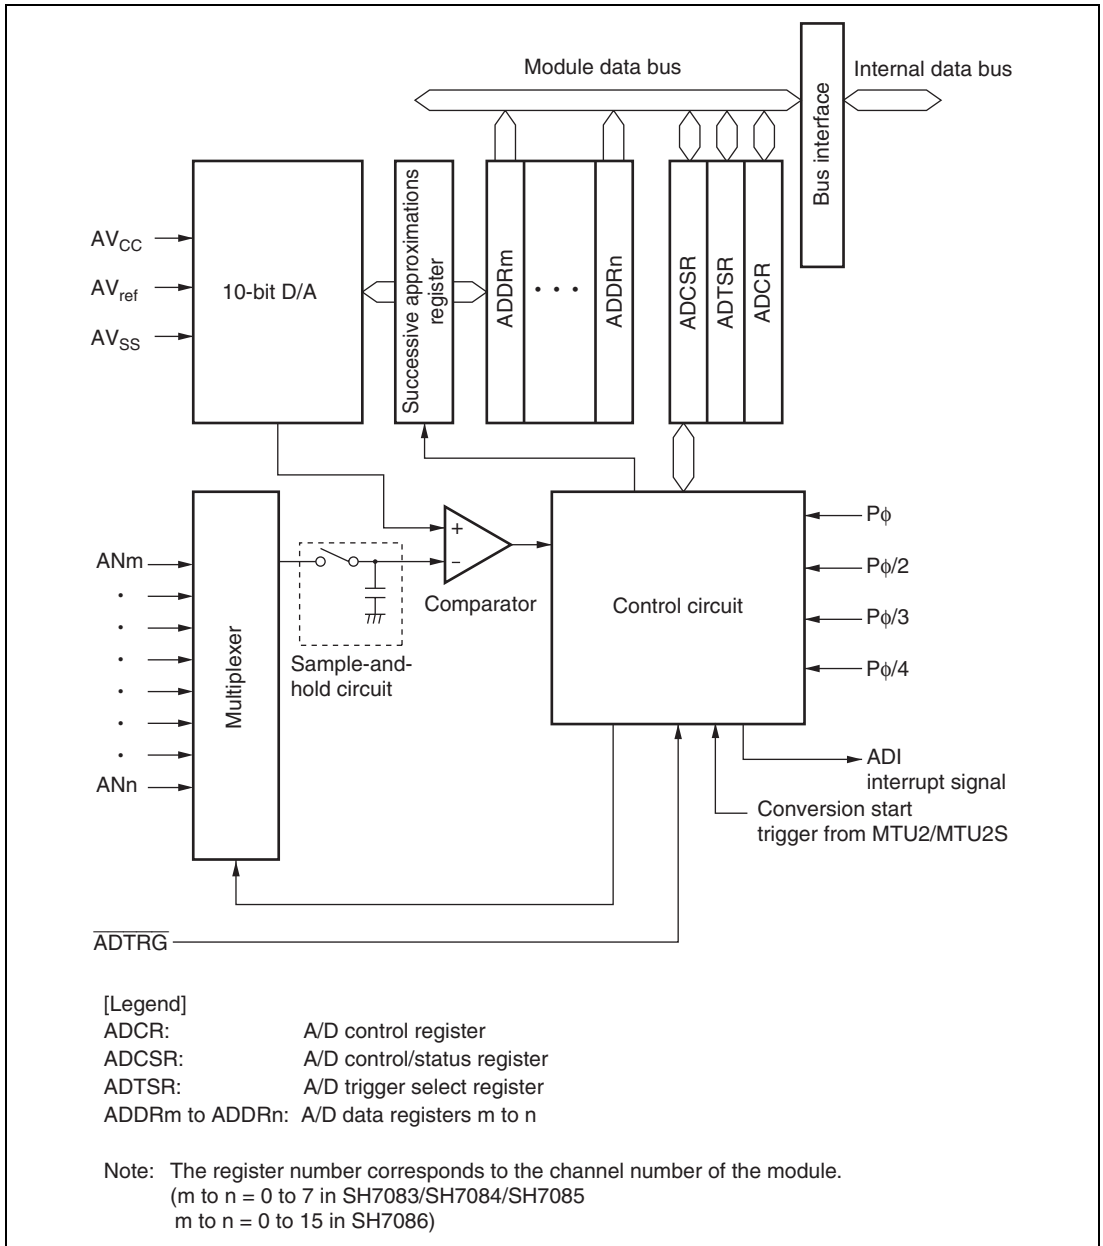 Module data bus
Internal data bus
Bus interface
AV_CC
AV_ref
AV_SS
10-bit D/A
Successive approximations
register
ADDRm
• • •
ADDRn
ADCSR
ADTSR
ADCR
ANm
·
·
·
·
·
·
ANn
Multiplexer
Sample-and-
hold circuit
+
−
Comparator
Control circuit
Pφ
Pφ/2
Pφ/3
Pφ/4
ADI
interrupt signal
Conversion start
trigger from MTU2/MTU2S
A̅D̅T̅R̅G̅
[Legend]
ADCR: A/D control register
ADCSR: A/D control/status register
ADTSR: A/D trigger select register
ADDRm to ADDRn: A/D data registers m to n
Note: The register number corresponds to the channel number of the module.
(m to n = 0 to 7 in SH7083/SH7084/SH7085
m to n = 0 to 15 in SH7086)